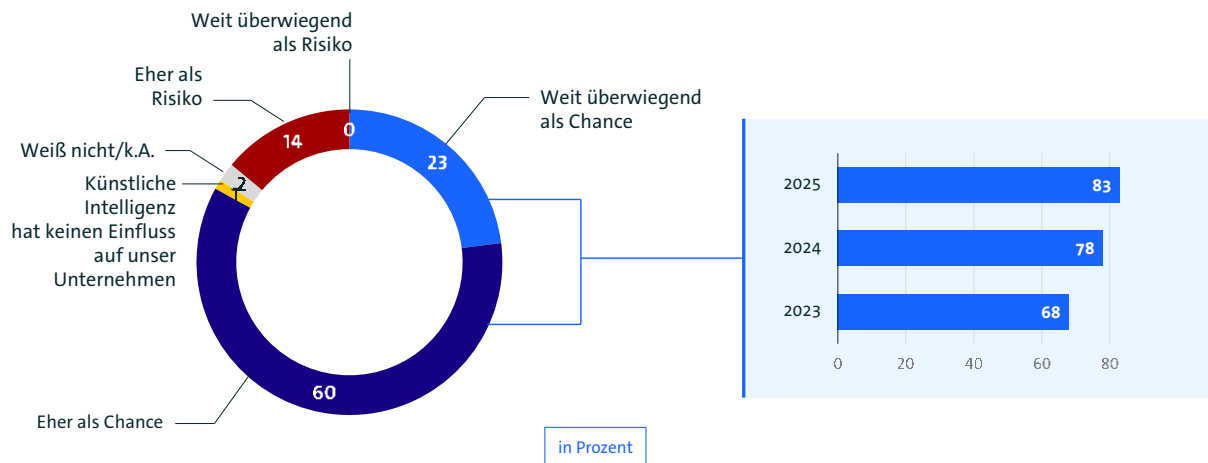 Weit überwiegend
als Risiko
Eher als
Risiko
Weit überwiegend
als Chance
Weiß nicht/k.A.
Künstliche
Intelligenz
hat keinen Einfluss
auf unser
Unternehmen
Eher als Chance
0
14
23
2
1
60
2025
83
2024
78
2023
68
0 20 40 60 80
in Prozent